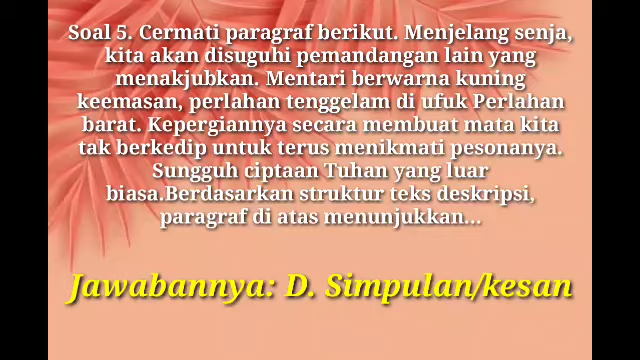 Soal 5. Cermati paragraf berikut. Menjelang senja,
kita akan disuguhi pemandangan lain yang
menakjubkan. Mentari berwarna kuning
keemasan, perlahan tenggelam di ufuk Perlahan
barat. Kepergiannya secara membuat mata kita
tak berkedip untuk terus menikmati pesonanya.
Sungguh ciptaan Tuhan yang luar
biasa.Berdasarkan struktur teks deskripsi,
paragraf di atas menunjukkan...
Jawabannya: D. Simpulan/kesan